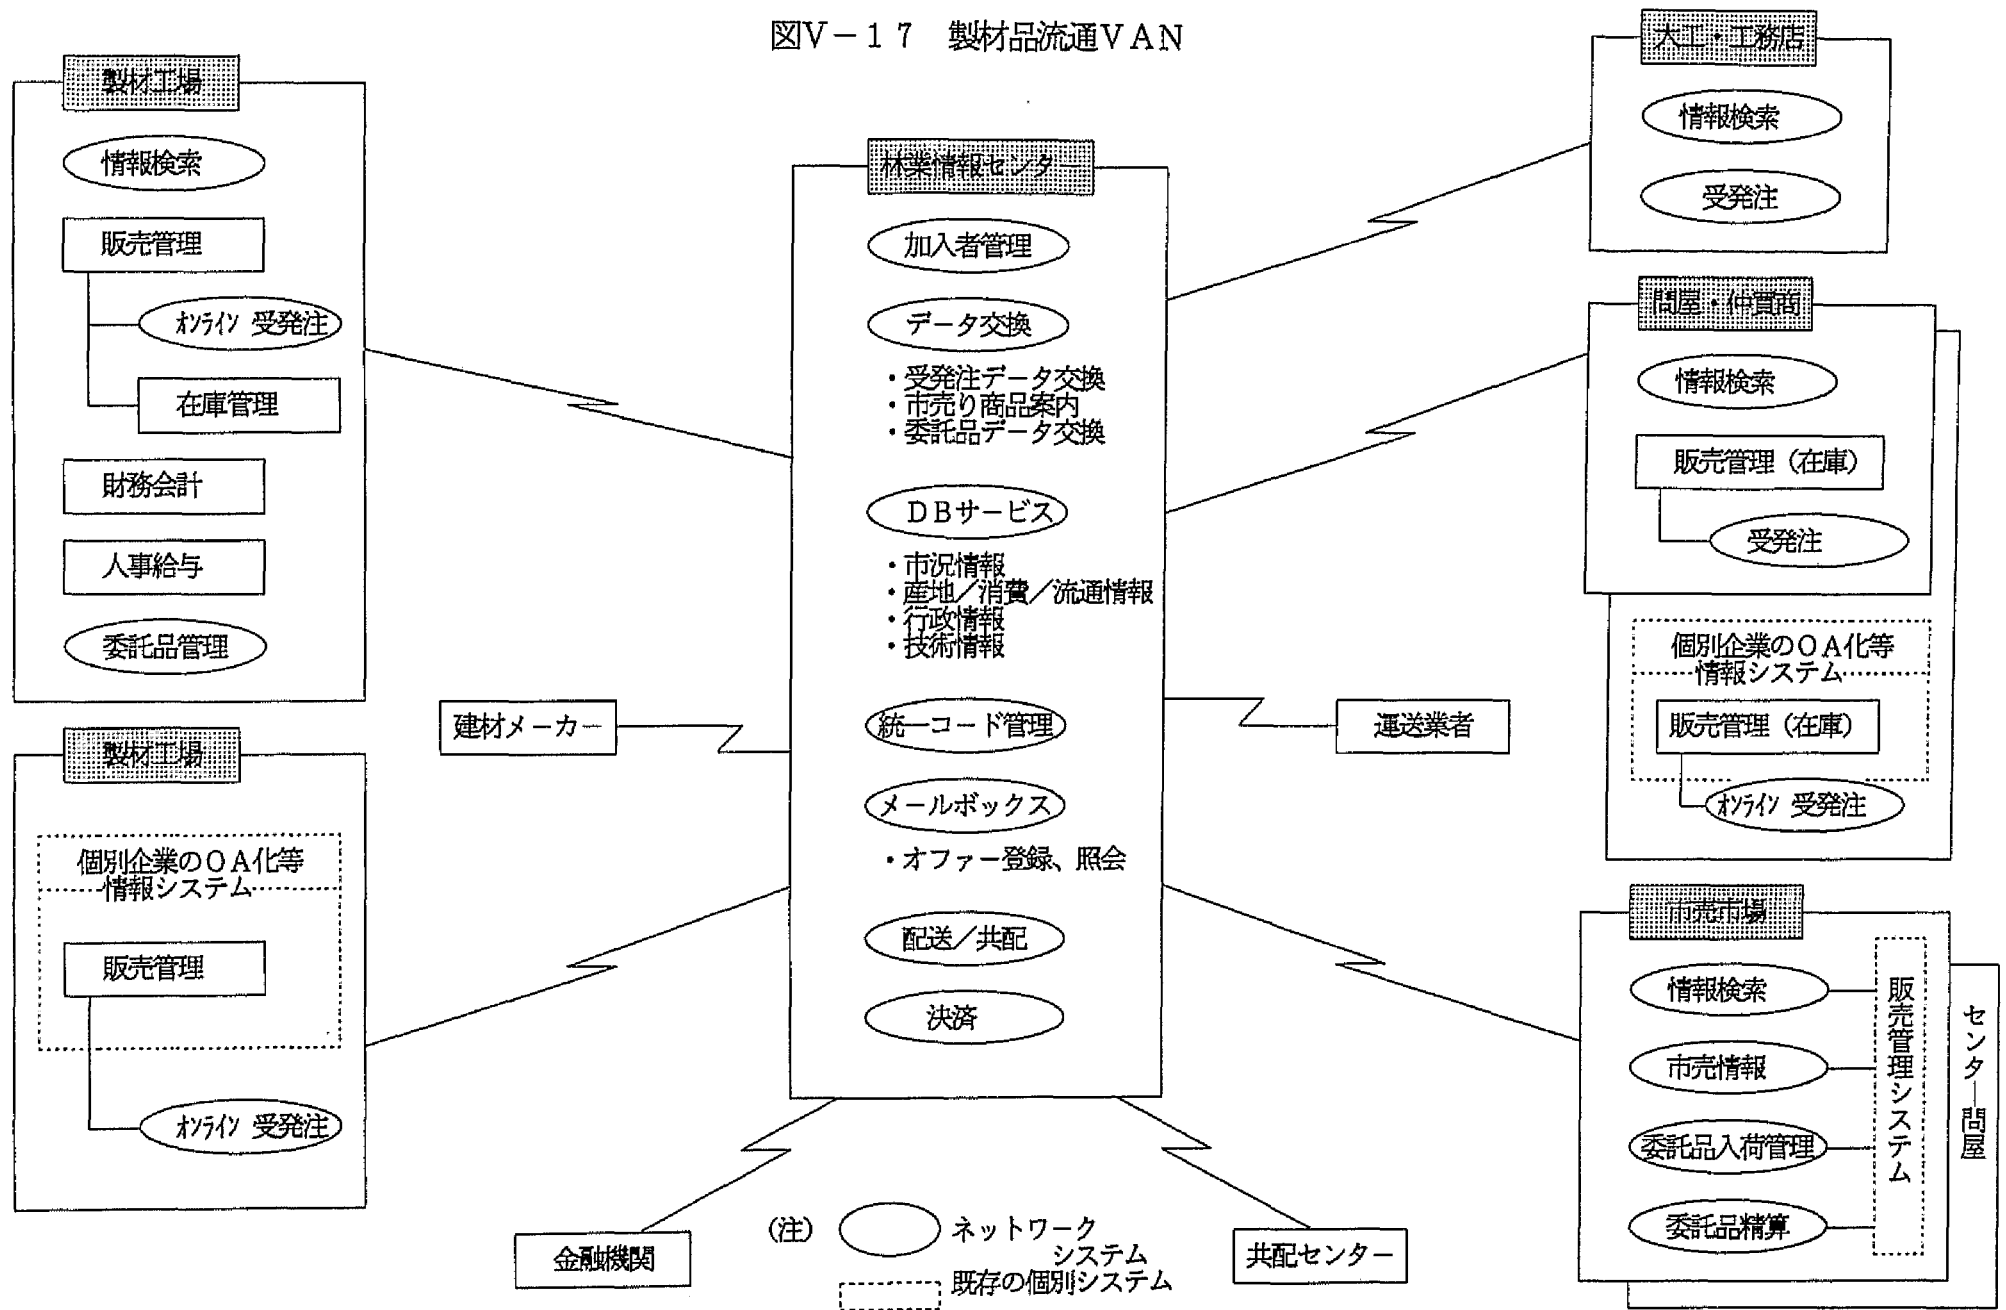 図Ⅴ－１７　製材品流通ＶＡＮ
製材工場
情報検索
販売管理
ｵﾝﾗｲﾝ 受発注
在庫管理
財務会計
人事給与
委託品管理
製材工場
個別企業のＯＡ化等
情報システム
販売管理
ｵﾝﾗｲﾝ 受発注
建材メーカー
林業情報センター
加入者管理
データ交換
・受発注データ交換
・市売り商品案内
・委託品データ交換
ＤＢサービス
・市況情報
・産地／消費／流通情報
・行政情報
・技術情報
統一コード管理
メールボックス
・オファー登録、照会
配送／共配
決済
運送業者
大工・工務店
情報検索
受発注
問屋・仲買商
情報検索
販売管理（在庫）
受発注
個別企業のＯＡ化等
情報システム
販売管理（在庫）
ｵﾝﾗｲﾝ 受発注
市売市場
情報検索
市売情報
委託品入荷管理
委託品精算
販売管理システム
センター問屋
金融機関
共配センター
（注）
ネットワーク
システム
既存の個別システム